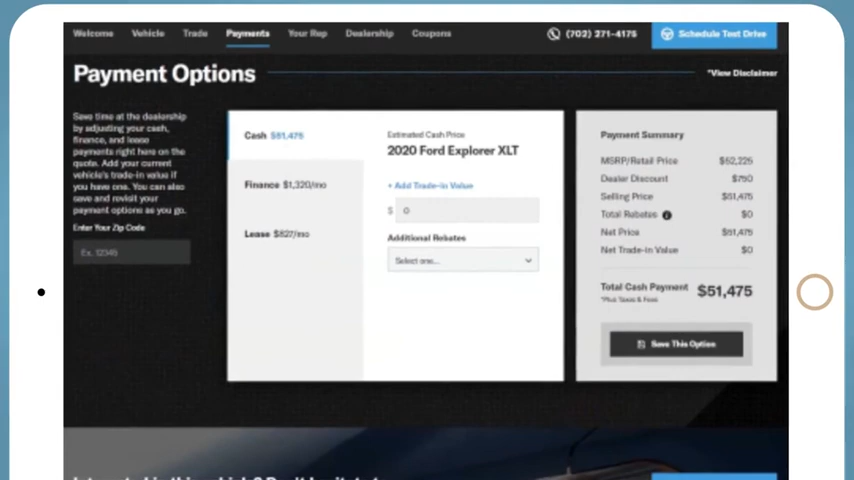 Welcome Vehicle Trade Payments Your Rep Dealership Coupons (702) 271-4175 Schedule Test Drive
Payment Options
*View Disclaimer
Save time at the dealership
by adjusting your cash,
finance, and lease
payments right here on the
quote. Add your current
vehicle's trade-in value if
you have one. You can also
save and revisit your
payment options as you go.
Enter Your Zip Code
Ex. 12345
Cash $51,475
Finance $1,320/mo
Lease $827/mo
Estimated Cash Price
2020 Ford Explorer XLT
+ Add Trade-In Value
$ 0
Additional Rebates
Select one...
Payment Summary
MSRP/Retail Price $52,225
Dealer Discount $750
Selling Price $51,475
Total Rebates $0
Net Price $51,475
Net Trade-in Value $0
Total Cash Payment $51,475
*Plus Taxes & Fees
Save This Option